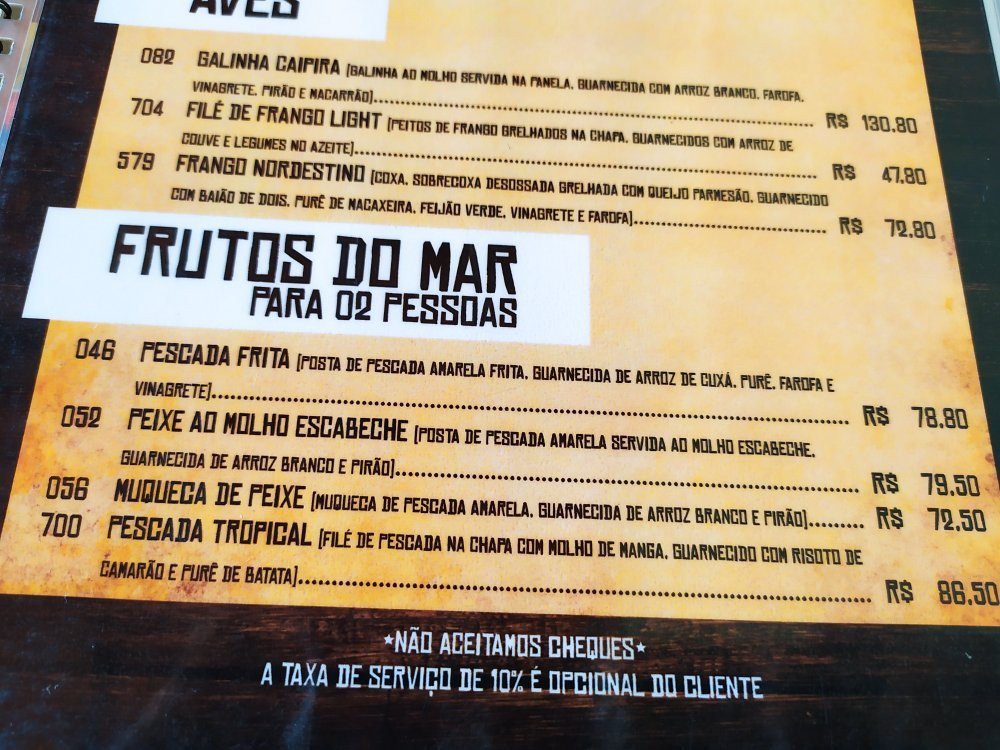 AVES
082 GALINHA CAIPIRA (GALINHA AO MOLHO SERVIDA NA PANELA, GUARNECIDA COM ARROZ BRANCO, FAROFA,
VINAGRETE, PIRÃO E MACARRÃO)........................................ R$ 130.80
704 FILÉ DE FRANGO LIGHT (PEITOS DE FRANGO GRELHADOS NA CHAPA, GUARNECIDOS COM ARROZ DE
COUVE E LEGUMES NO AZEITE)........................................ R$ 47.80
579 FRANGO NORDESTINO (COXA, SOBRECOXA DESOSSADA GRELHADA COM QUEIJO PARMESÃO, GUARNECIDO
COM BAIÃO DE DOIS, PURÊ DE MACAXEIRA, FEIJÃO VERDE, VINAGRETE E FAROFA)........................................ R$ 72.80
FRUTOS DO MAR
PARA 02 PESSOAS
046 PESCADA FRITA (POSTA DE PESCADA AMARELA FRITA, GUARNECIDA DE ARROZ DE CUXÁ, PURÊ, FAROFA E
VINAGRETE)........................................ R$ 78.80
052 PEIXE AO MOLHO ESCABECHE (POSTA DE PESCADA AMARELA SERVIDA AO MOLHO ESCABECHE,
GUARNECIDA DE ARROZ BRANCO E PIRÃO)........................................ R$ 79.50
056 MUQUECA DE PEIXE (MUQUECA DE PESCADA AMARELA, GUARNECIDA DE ARROZ BRANCO E PIRÃO)......... R$ 72.50
700 PESCADA TROPICAL (FILÉ DE PESCADA NA CHAPA COM MOLHO DE MANGA, GUARNECIDO COM RISOTO DE
CAMARÃO E PURÊ DE BATATA)........................................ R$ 86.50
*NÃO ACEITAMOS CHEQUES*
A TAXA DE SERVIÇO DE 10% É OPCIONAL DO CLIENTE